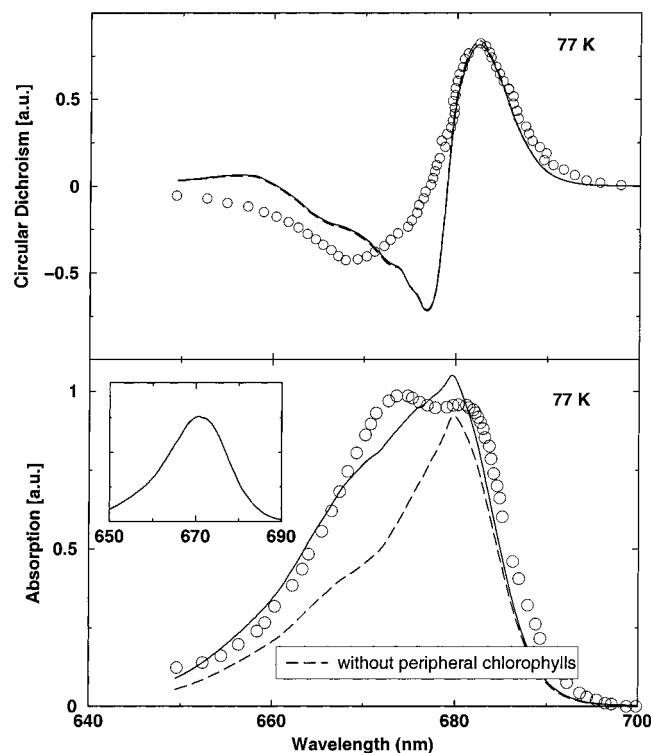 77 K
Circular Dichroism [a.u.]
0.5
0
−0.5
77 K
Absorption [a.u.]
1
0.5
0
650 670 690
without peripheral chlorophylls
640 660 680 700
Wavelength (nm)